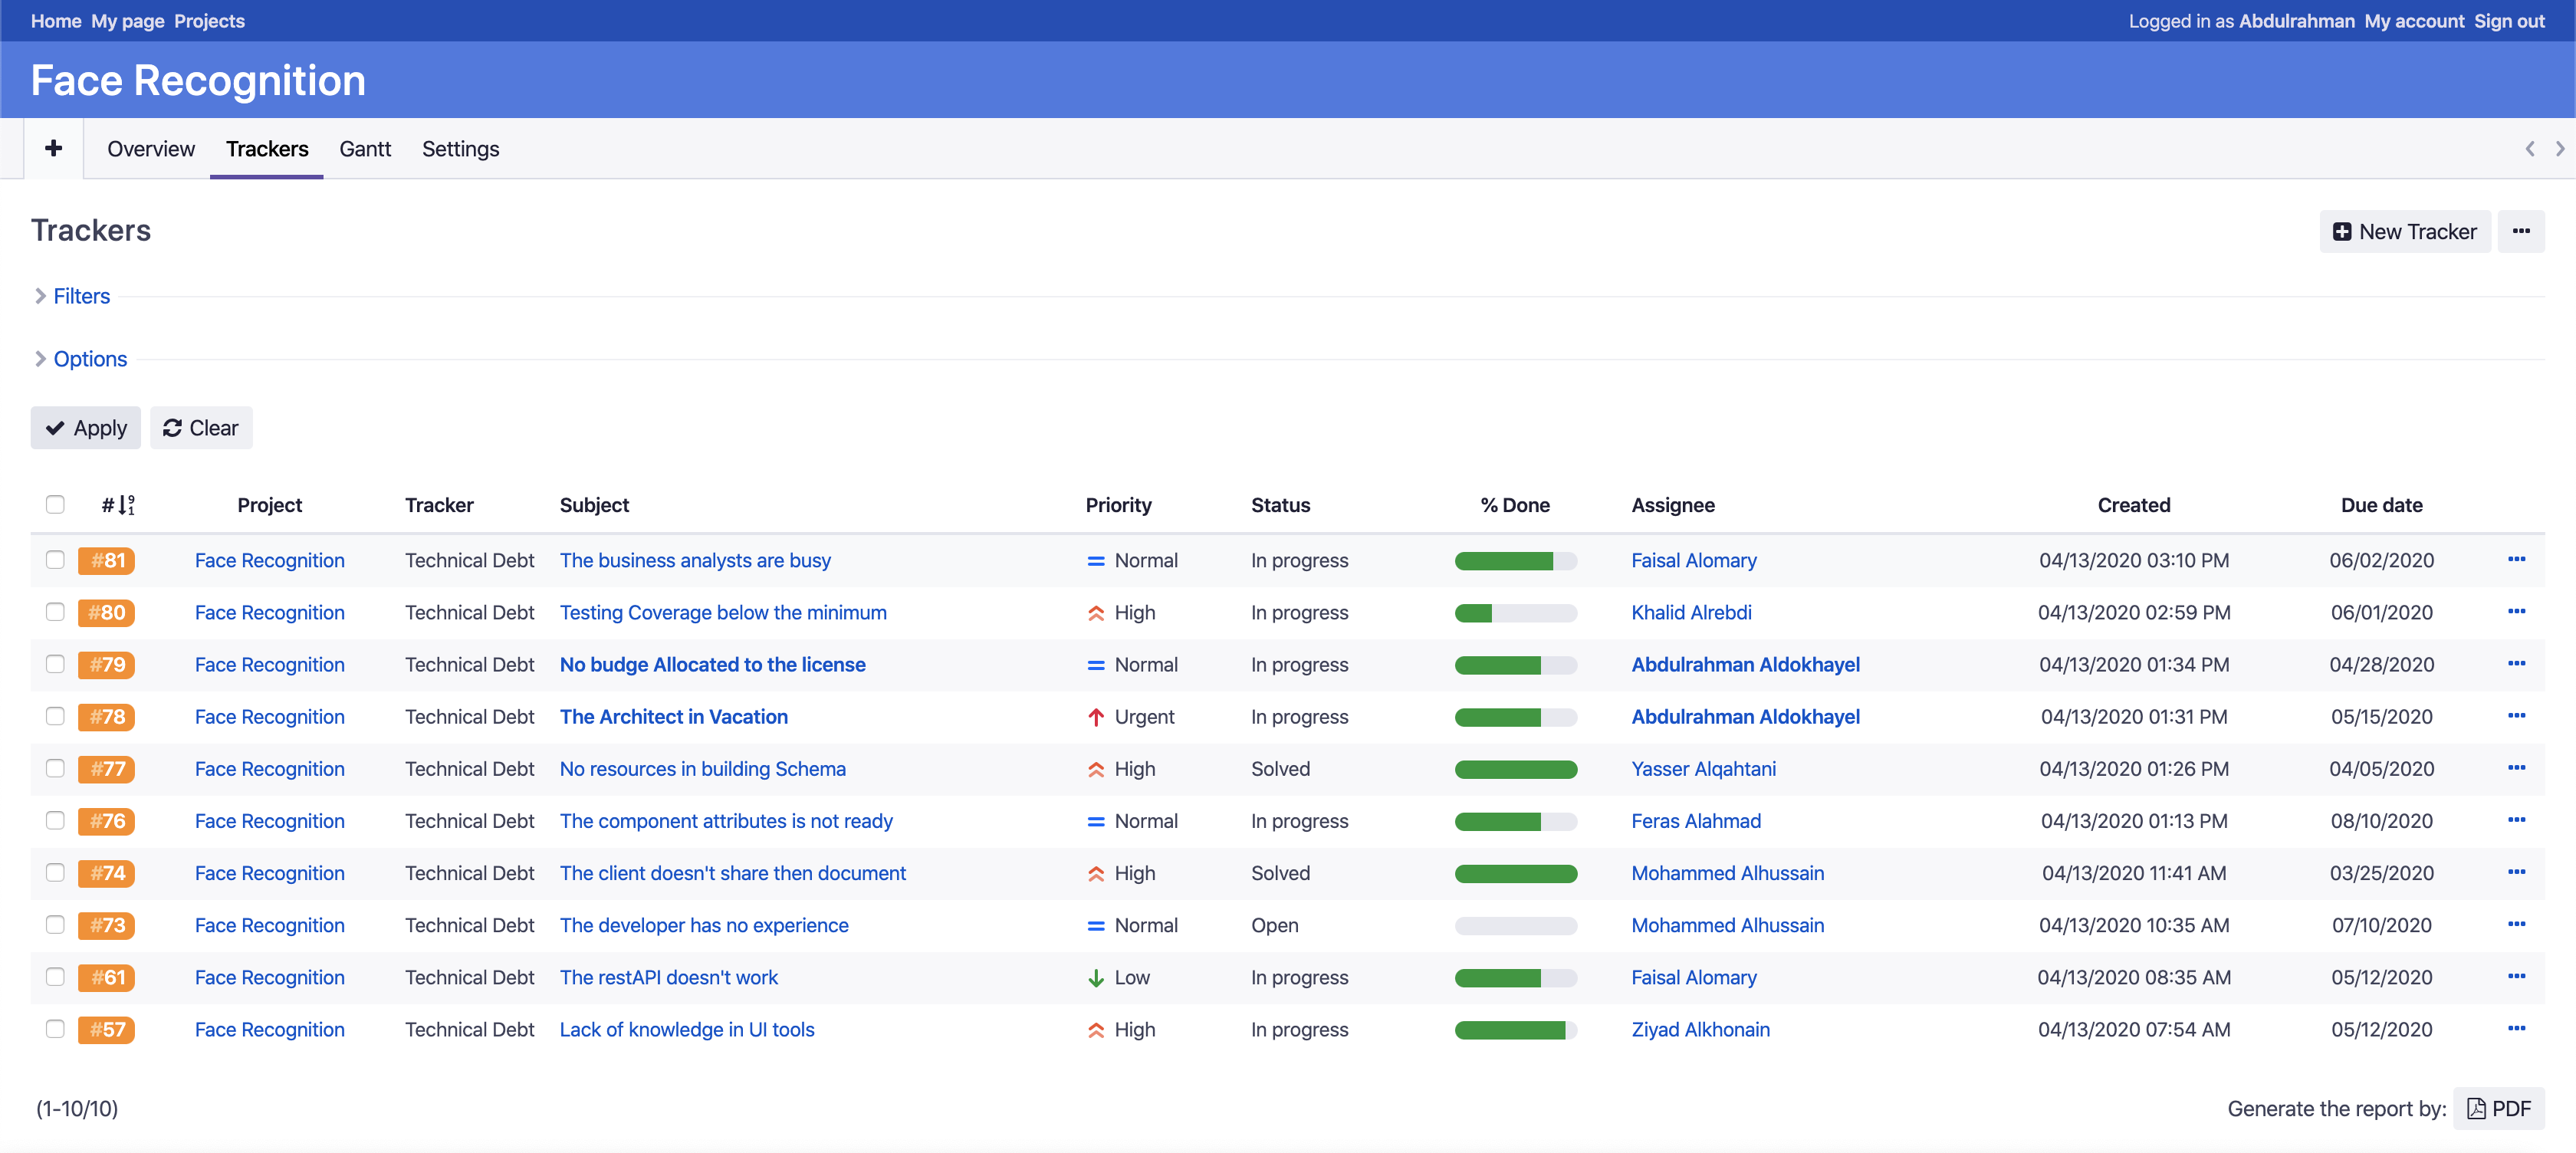 Home My page Projects Logged in as Abdulrahman My account Sign out
Face Recognition
+ Overview Trackers Gantt Settings
Trackers New Tracker
Filters
Options
Apply Clear
# Project Tracker Subject Priority Status % Done Assignee Created Due date
#81 Face Recognition Technical Debt The business analysts are busy Normal In progress Faisal Alomary 04/13/2020 03:10 PM 06/02/2020
#80 Face Recognition Technical Debt Testing Coverage below the minimum High In progress Khalid Alrebdi 04/13/2020 02:59 PM 06/01/2020
#79 Face Recognition Technical Debt No budge Allocated to the license Normal In progress Abdulrahman Aldokhayel 04/13/2020 01:34 PM 04/28/2020
#78 Face Recognition Technical Debt The Architect in Vacation Urgent In progress Abdulrahman Aldokhayel 04/13/2020 01:31 PM 05/15/2020
#77 Face Recognition Technical Debt No resources in building Schema High Solved Yasser Alqahtani 04/13/2020 01:26 PM 04/05/2020
#76 Face Recognition Technical Debt The component attributes is not ready Normal In progress Feras Alahmad 04/13/2020 01:13 PM 08/10/2020
#74 Face Recognition Technical Debt The client doesn't share then document High Solved Mohammed Alhussain 04/13/2020 11:41 AM 03/25/2020
#73 Face Recognition Technical Debt The developer has no experience Normal Open Mohammed Alhussain 04/13/2020 10:35 AM 07/10/2020
#61 Face Recognition Technical Debt The restAPI doesn't work Low In progress Faisal Alomary 04/13/2020 08:35 AM 05/12/2020
#57 Face Recognition Technical Debt Lack of knowledge in UI tools High In progress Ziyad Alkhonain 04/13/2020 07:54 AM 05/12/2020
(1-10/10) Generate the report by: PDF